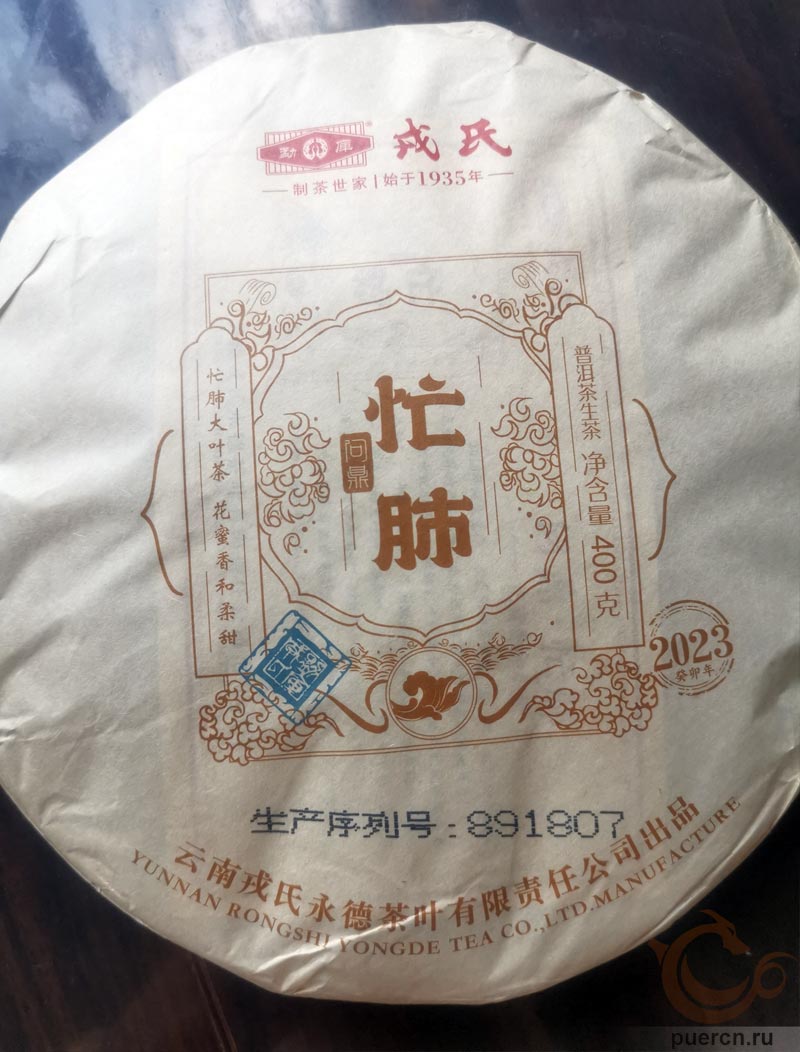 勐库 戎氏
制茶世家 | 始于1935年
普洱茶生茶 净含量 400 克
忙肺
问鼎
忙肺大叶茶 花蜜香和柔甜
2023
癸卯年
生产序列号：891807
云南戎氏永德茶叶有限责任公司出品
YUNNAN RONGSHI YONGDE TEA CO.,LTD.MANUFACTURE
puercn.ru